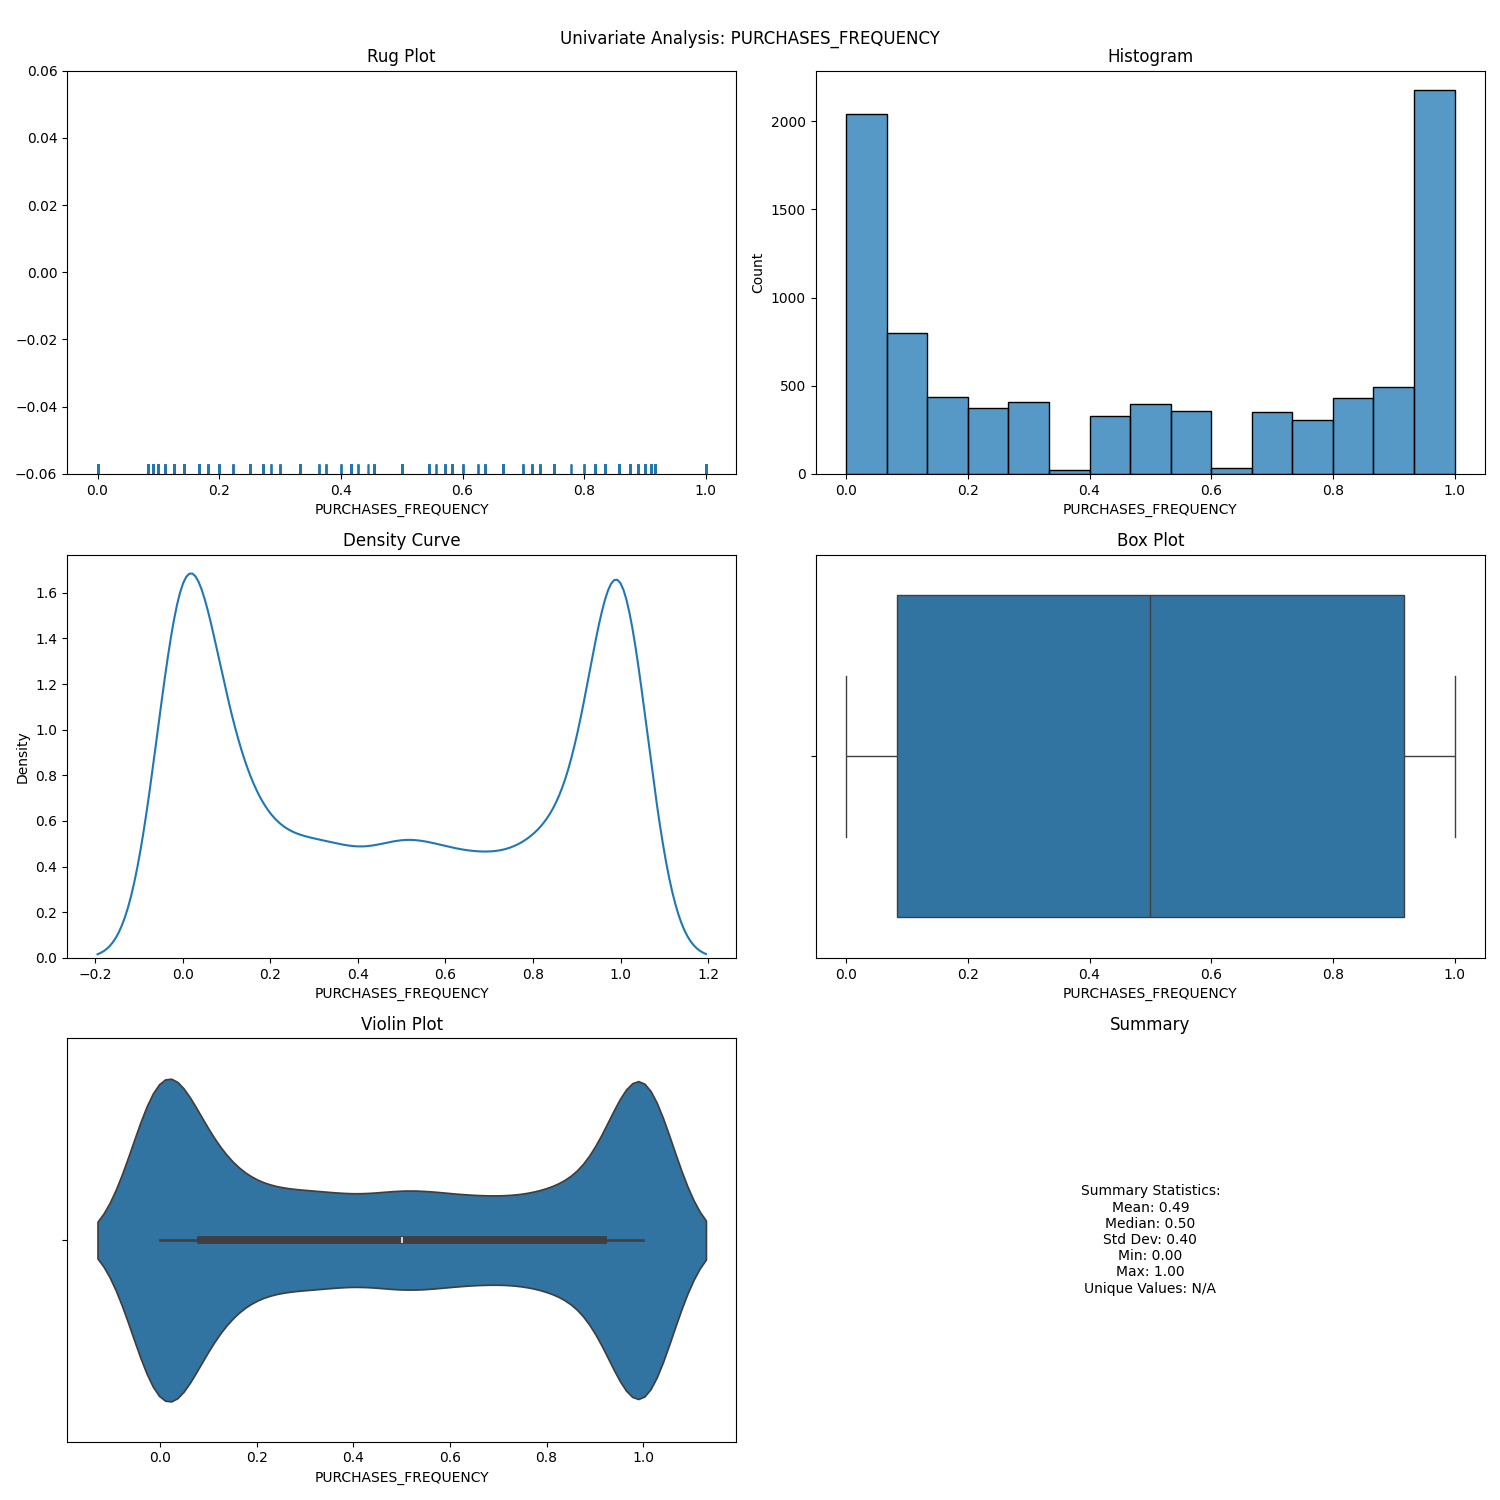 Univariate Analysis: PURCHASES_FREQUENCY
Rug Plot
0.06
0.04
0.02
0.00
−0.02
−0.04
−0.06
0.0 0.2 0.4 0.6 0.8 1.0
PURCHASES_FREQUENCY
Histogram
Count
2000
1500
1000
500
0
0.0 0.2 0.4 0.6 0.8 1.0
PURCHASES_FREQUENCY
Density Curve
Density
1.6
1.4
1.2
1.0
0.8
0.6
0.4
0.2
0.0
−0.2 0.0 0.2 0.4 0.6 0.8 1.0 1.2
PURCHASES_FREQUENCY
Box Plot
0.0 0.2 0.4 0.6 0.8 1.0
PURCHASES_FREQUENCY
Violin Plot
0.0 0.2 0.4 0.6 0.8 1.0
PURCHASES_FREQUENCY
Summary
Summary Statistics:
Mean: 0.49
Median: 0.50
Std Dev: 0.40
Min: 0.00
Max: 1.00
Unique Values: N/A